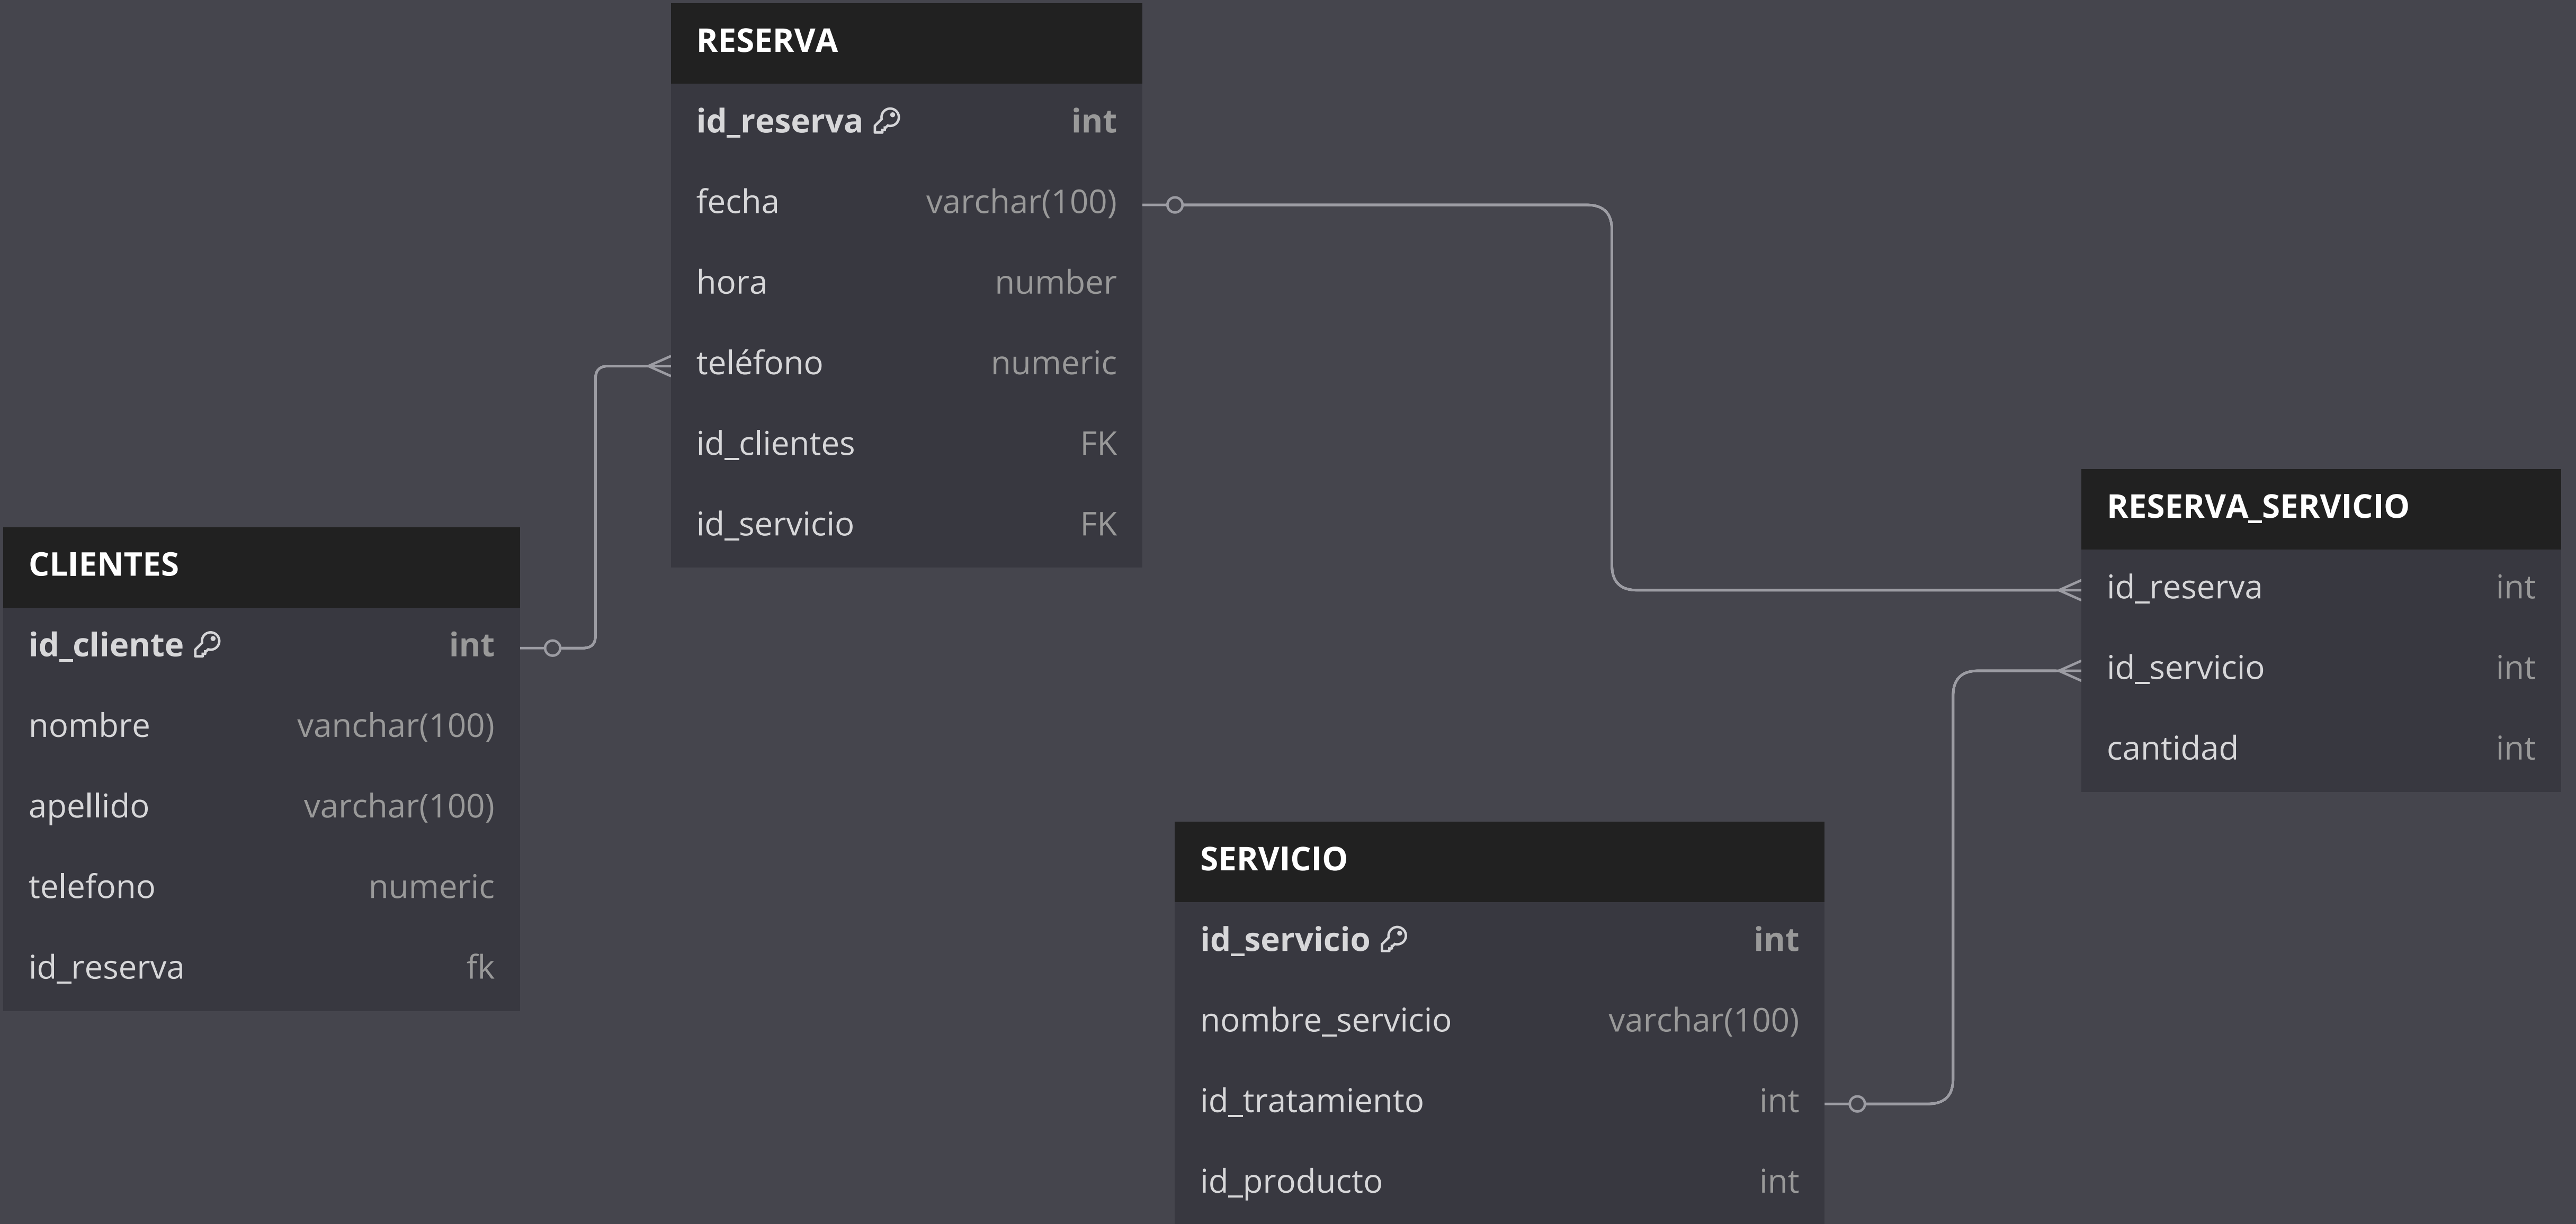 RESERVA
id_reserva int
fecha varchar(100)
hora number
teléfono numeric
id_clientes FK
id_servicio FK
CLIENTES
id_cliente int
nombre vanchar(100)
apellido varchar(100)
telefono numeric
id_reserva fk
RESERVA_SERVICIO
id_reserva int
id_servicio int
cantidad int
SERVICIO
id_servicio int
nombre_servicio varchar(100)
id_tratamiento int
id_producto int